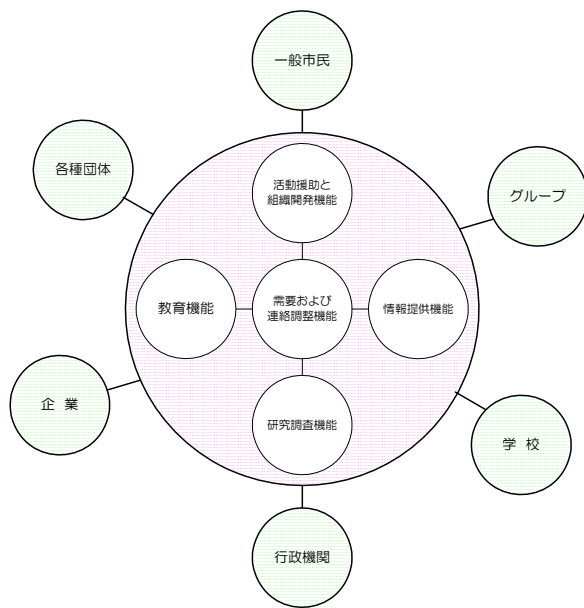 一般市民
各種団体
グループ
活動援助と
組織開発機能
教育機能
需要および
連絡調整機能
情報提供機能
研究調査機能
企 業
学 校
行政機関